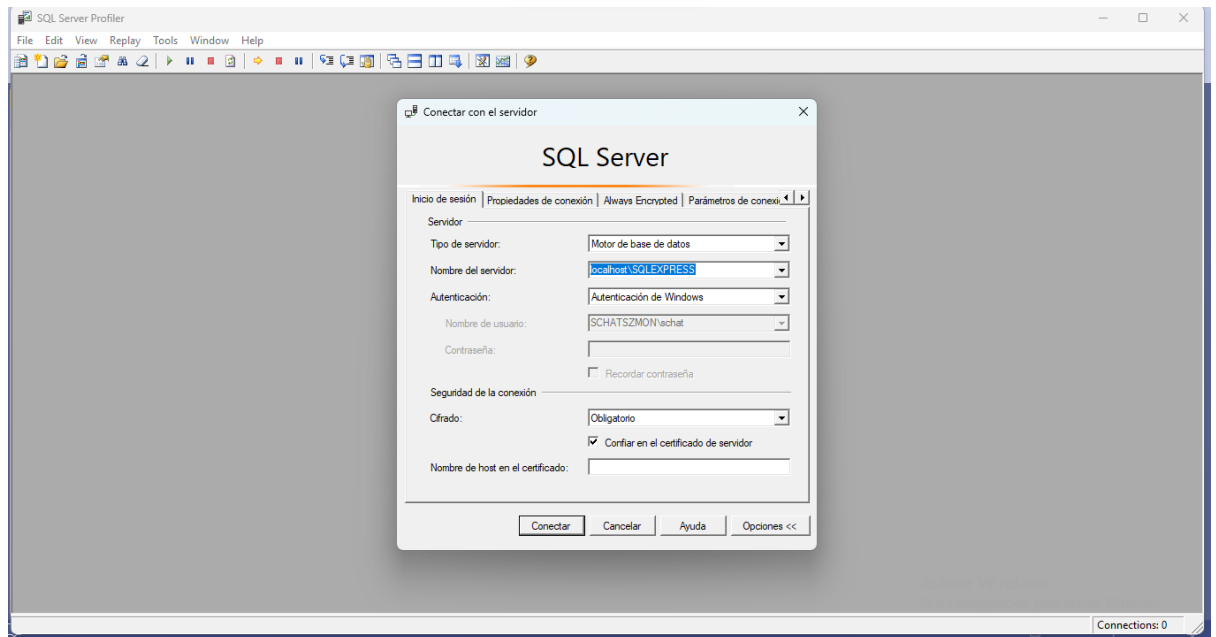 SQL Server Profiler
File Edit View Replay Tools Window Help
Conectar con el servidor
SQL Server
Inicio de sesión Propiedades de conexión Always Encrypted Parámetros de conexi
Servidor
Tipo de servidor: Motor de base de datos
Nombre del servidor: localhost\SQLEXPRESS
Autenticación: Autenticación de Windows
Nombre de usuario: SCHATSZMON\schat
Contraseña:
Recordar contraseña
Seguridad de la conexión
Cifrado: Obligatorio
Confiar en el certificado de servidor
Nombre de host en el certificado:
Conectar Cancelar Ayuda Opciones <<
Connections: 0